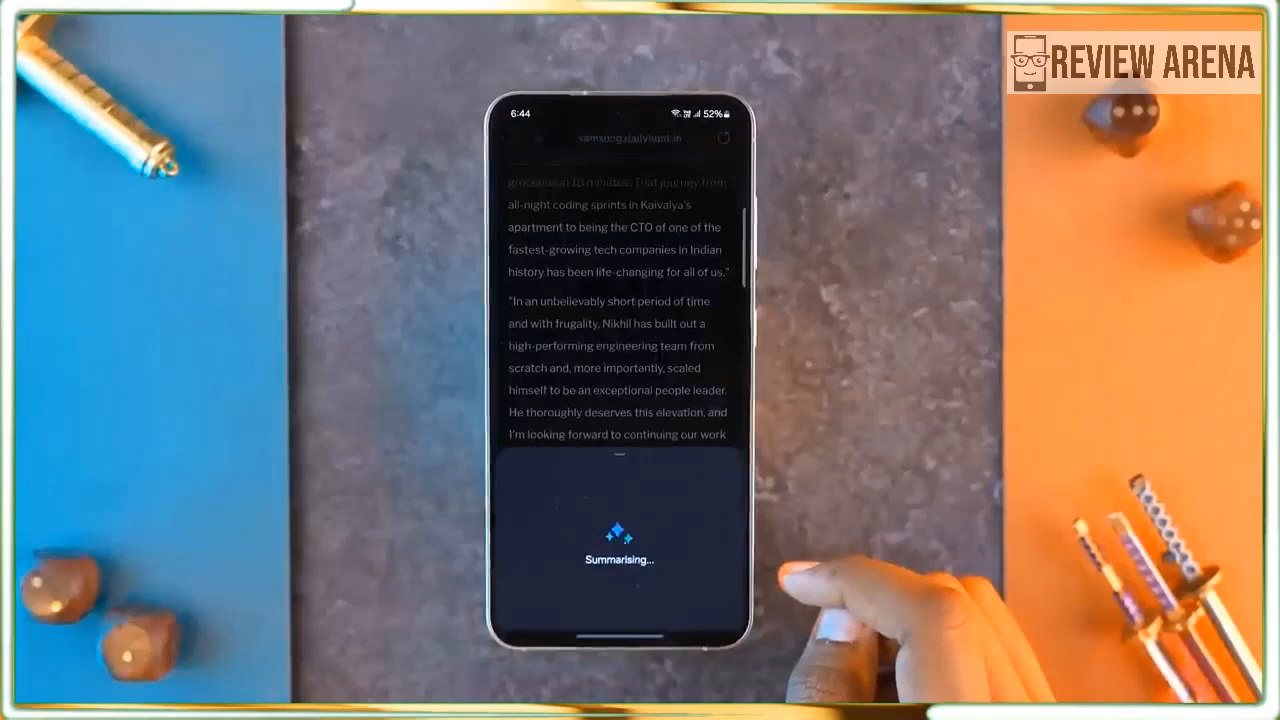 REVIEW ARENA
6:44
52%
samsung.dailyhunt.in
groceries in 10 minutes. That journey from
all-night coding sprints in Kaivalya's
apartment to being the CTO of one of the
fastest-growing tech companies in Indian
history has been life-changing for all of us."
"In an unbelievably short period of time
and with frugality, Nikhil has built out a
high-performing engineering team from
scratch and, more importantly, scaled
himself to be an exceptional people leader.
He thoroughly deserves this elevation, and
I'm looking forward to continuing our work
Summarising...